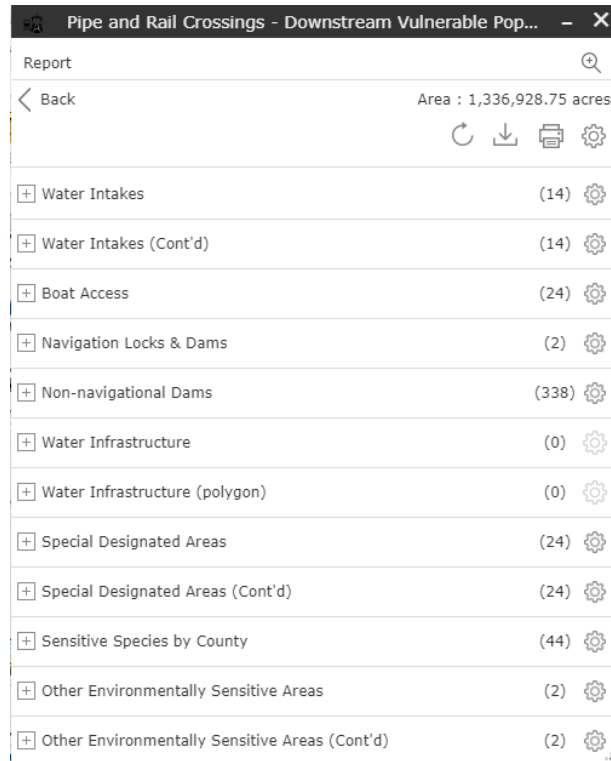 Pipe and Rail Crossings - Downstream Vulnerable Pop...
Report
Back Area : 1,336,928.75 acres
Water Intakes (14)
Water Intakes (Cont'd) (14)
Boat Access (24)
Navigation Locks & Dams (2)
Non-navigational Dams (338)
Water Infrastructure (0)
Water Infrastructure (polygon) (0)
Special Designated Areas (24)
Special Designated Areas (Cont'd) (24)
Sensitive Species by County (44)
Other Environmentally Sensitive Areas (2)
Other Environmentally Sensitive Areas (Cont'd) (2)